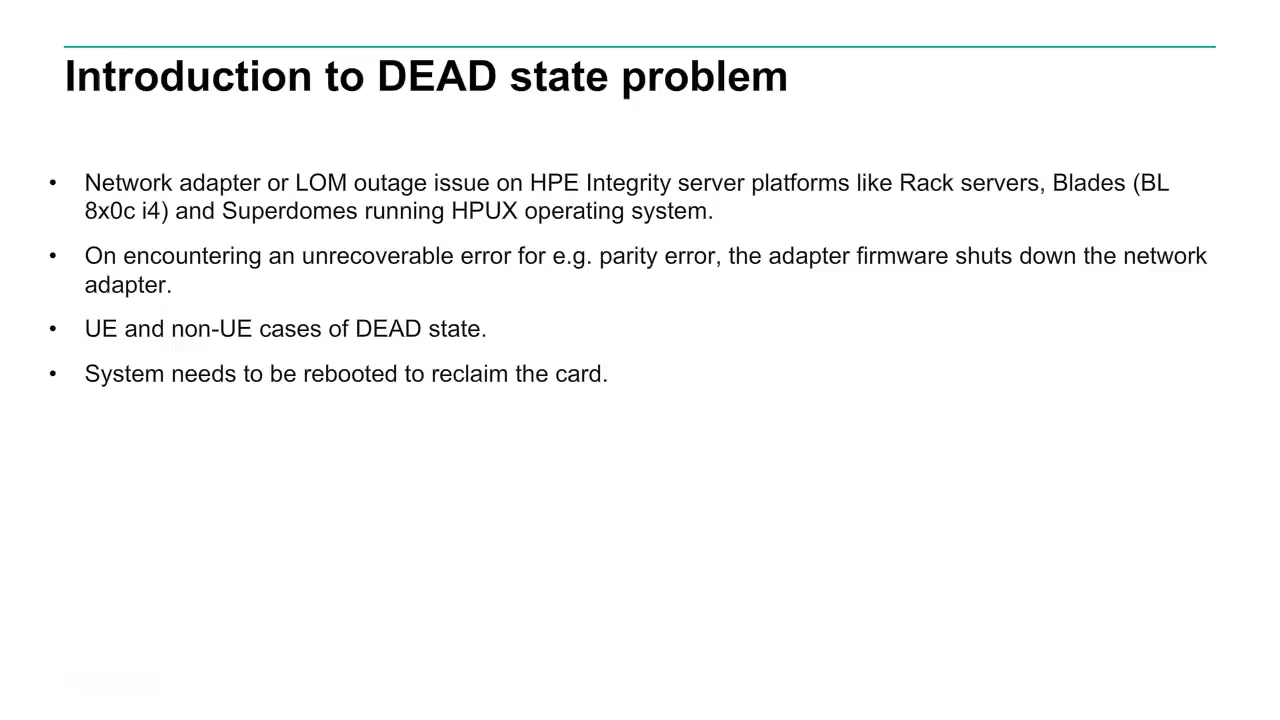 Introduction to DEAD state problem
• Network adapter or LOM outage issue on HPE Integrity server platforms like Rack servers, Blades (BL
8x0c i4) and Superdomes running HPUX operating system.
• On encountering an unrecoverable error for e.g. parity error, the adapter firmware shuts down the network
adapter.
• UE and non-UE cases of DEAD state.
• System needs to be rebooted to reclaim the card.